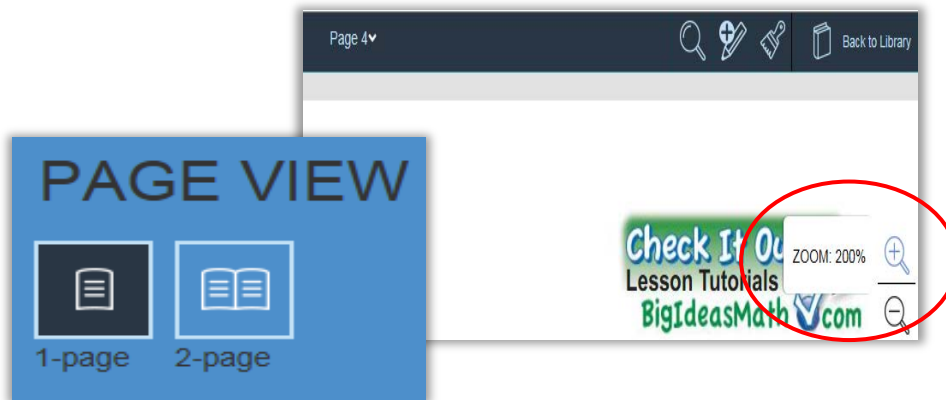 Page 4
Back to Library
PAGE VIEW
1-page
2-page
Check It
Lesson Tutorials
BigIdeasMath com
ZOOM: 200%